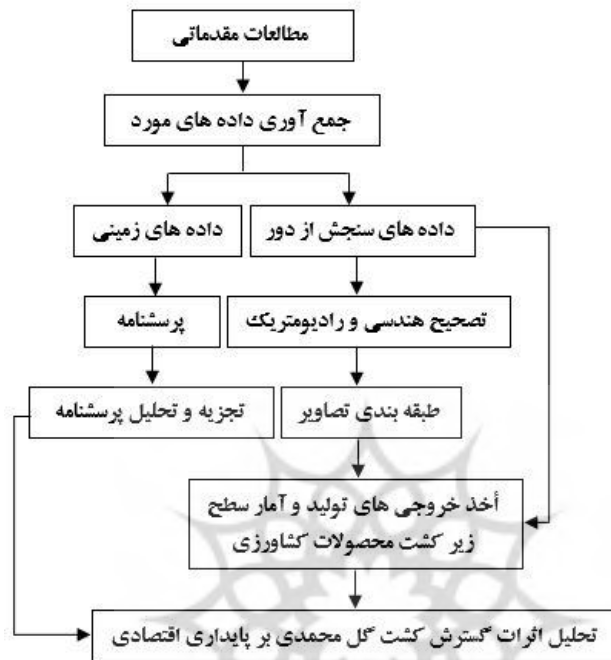 مطالعات مقدماتی
جمع آوری داده های مورد
داده های زمینی
داده های سنجش از دور
پرسشنامه
تصحیح هندسی و رادیومتریک
تجزیه و تحلیل پرسشنامه
طبقه بندی تصاویر
أخذ خروجی های تولید و آمار سطح
زیر کشت محصولات کشاورزی
تحلیل اثرات گسترش کشت گل محمدی بر پایداری اقتصادی